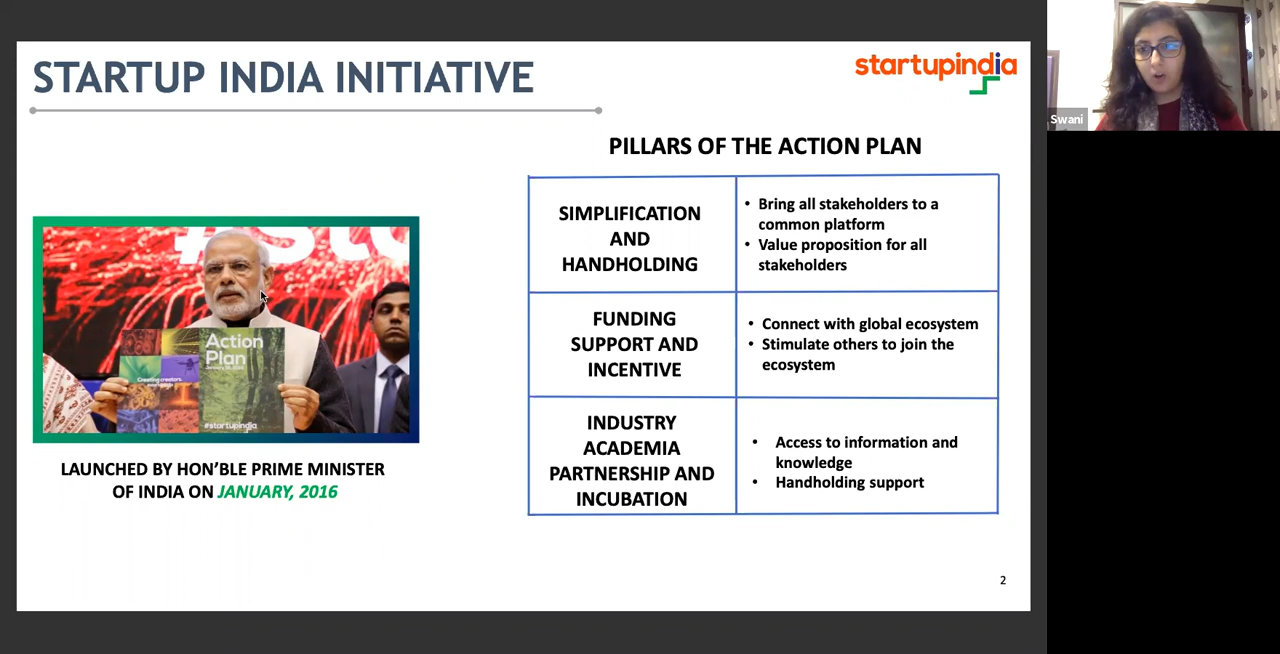 STARTUP INDIA INITIATIVE
startupindia
Swani
PILLARS OF THE ACTION PLAN
SIMPLIFICATION
AND
HANDHOLDING
• Bring all stakeholders to a
common platform
• Value proposition for all
stakeholders
FUNDING
SUPPORT AND
INCENTIVE
• Connect with global ecosystem
• Stimulate others to join the
ecosystem
INDUSTRY
ACADEMIA
PARTNERSHIP AND
INCUBATION
• Access to information and
knowledge
• Handholding support
Action
Plan
Creating creators
#startupindia
LAUNCHED BY HON’BLE PRIME MINISTER
OF INDIA ON JANUARY, 2016
2